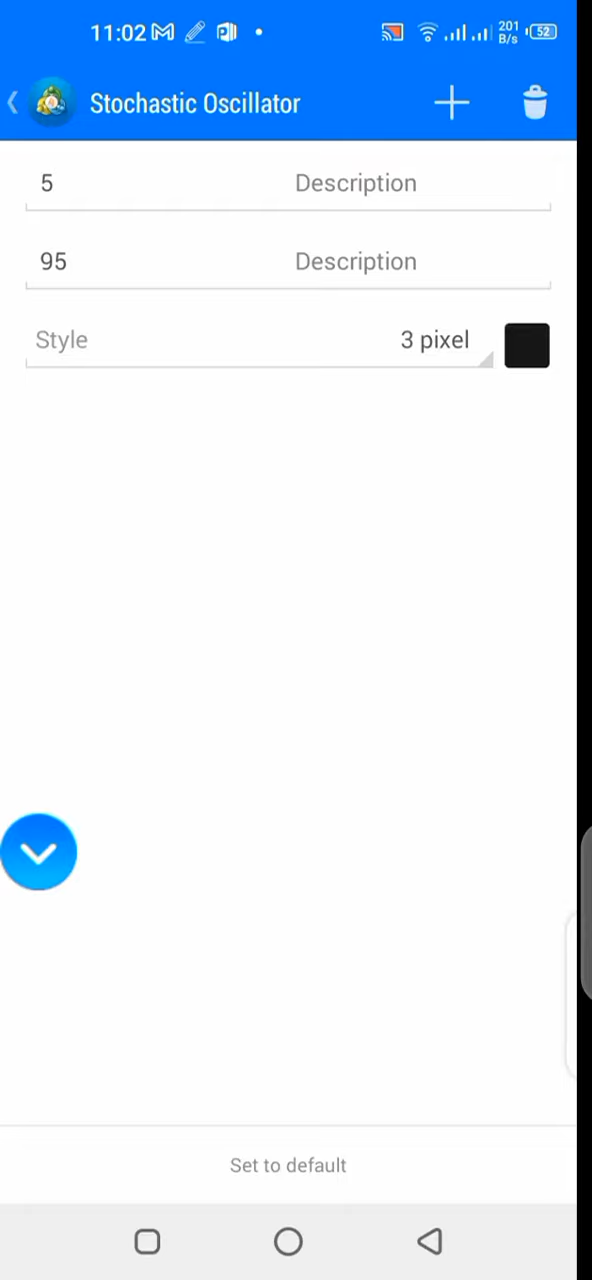 11:02
201 B/s
52
Stochastic Oscillator
5 Description
95 Description
Style 3 pixel
Set to default